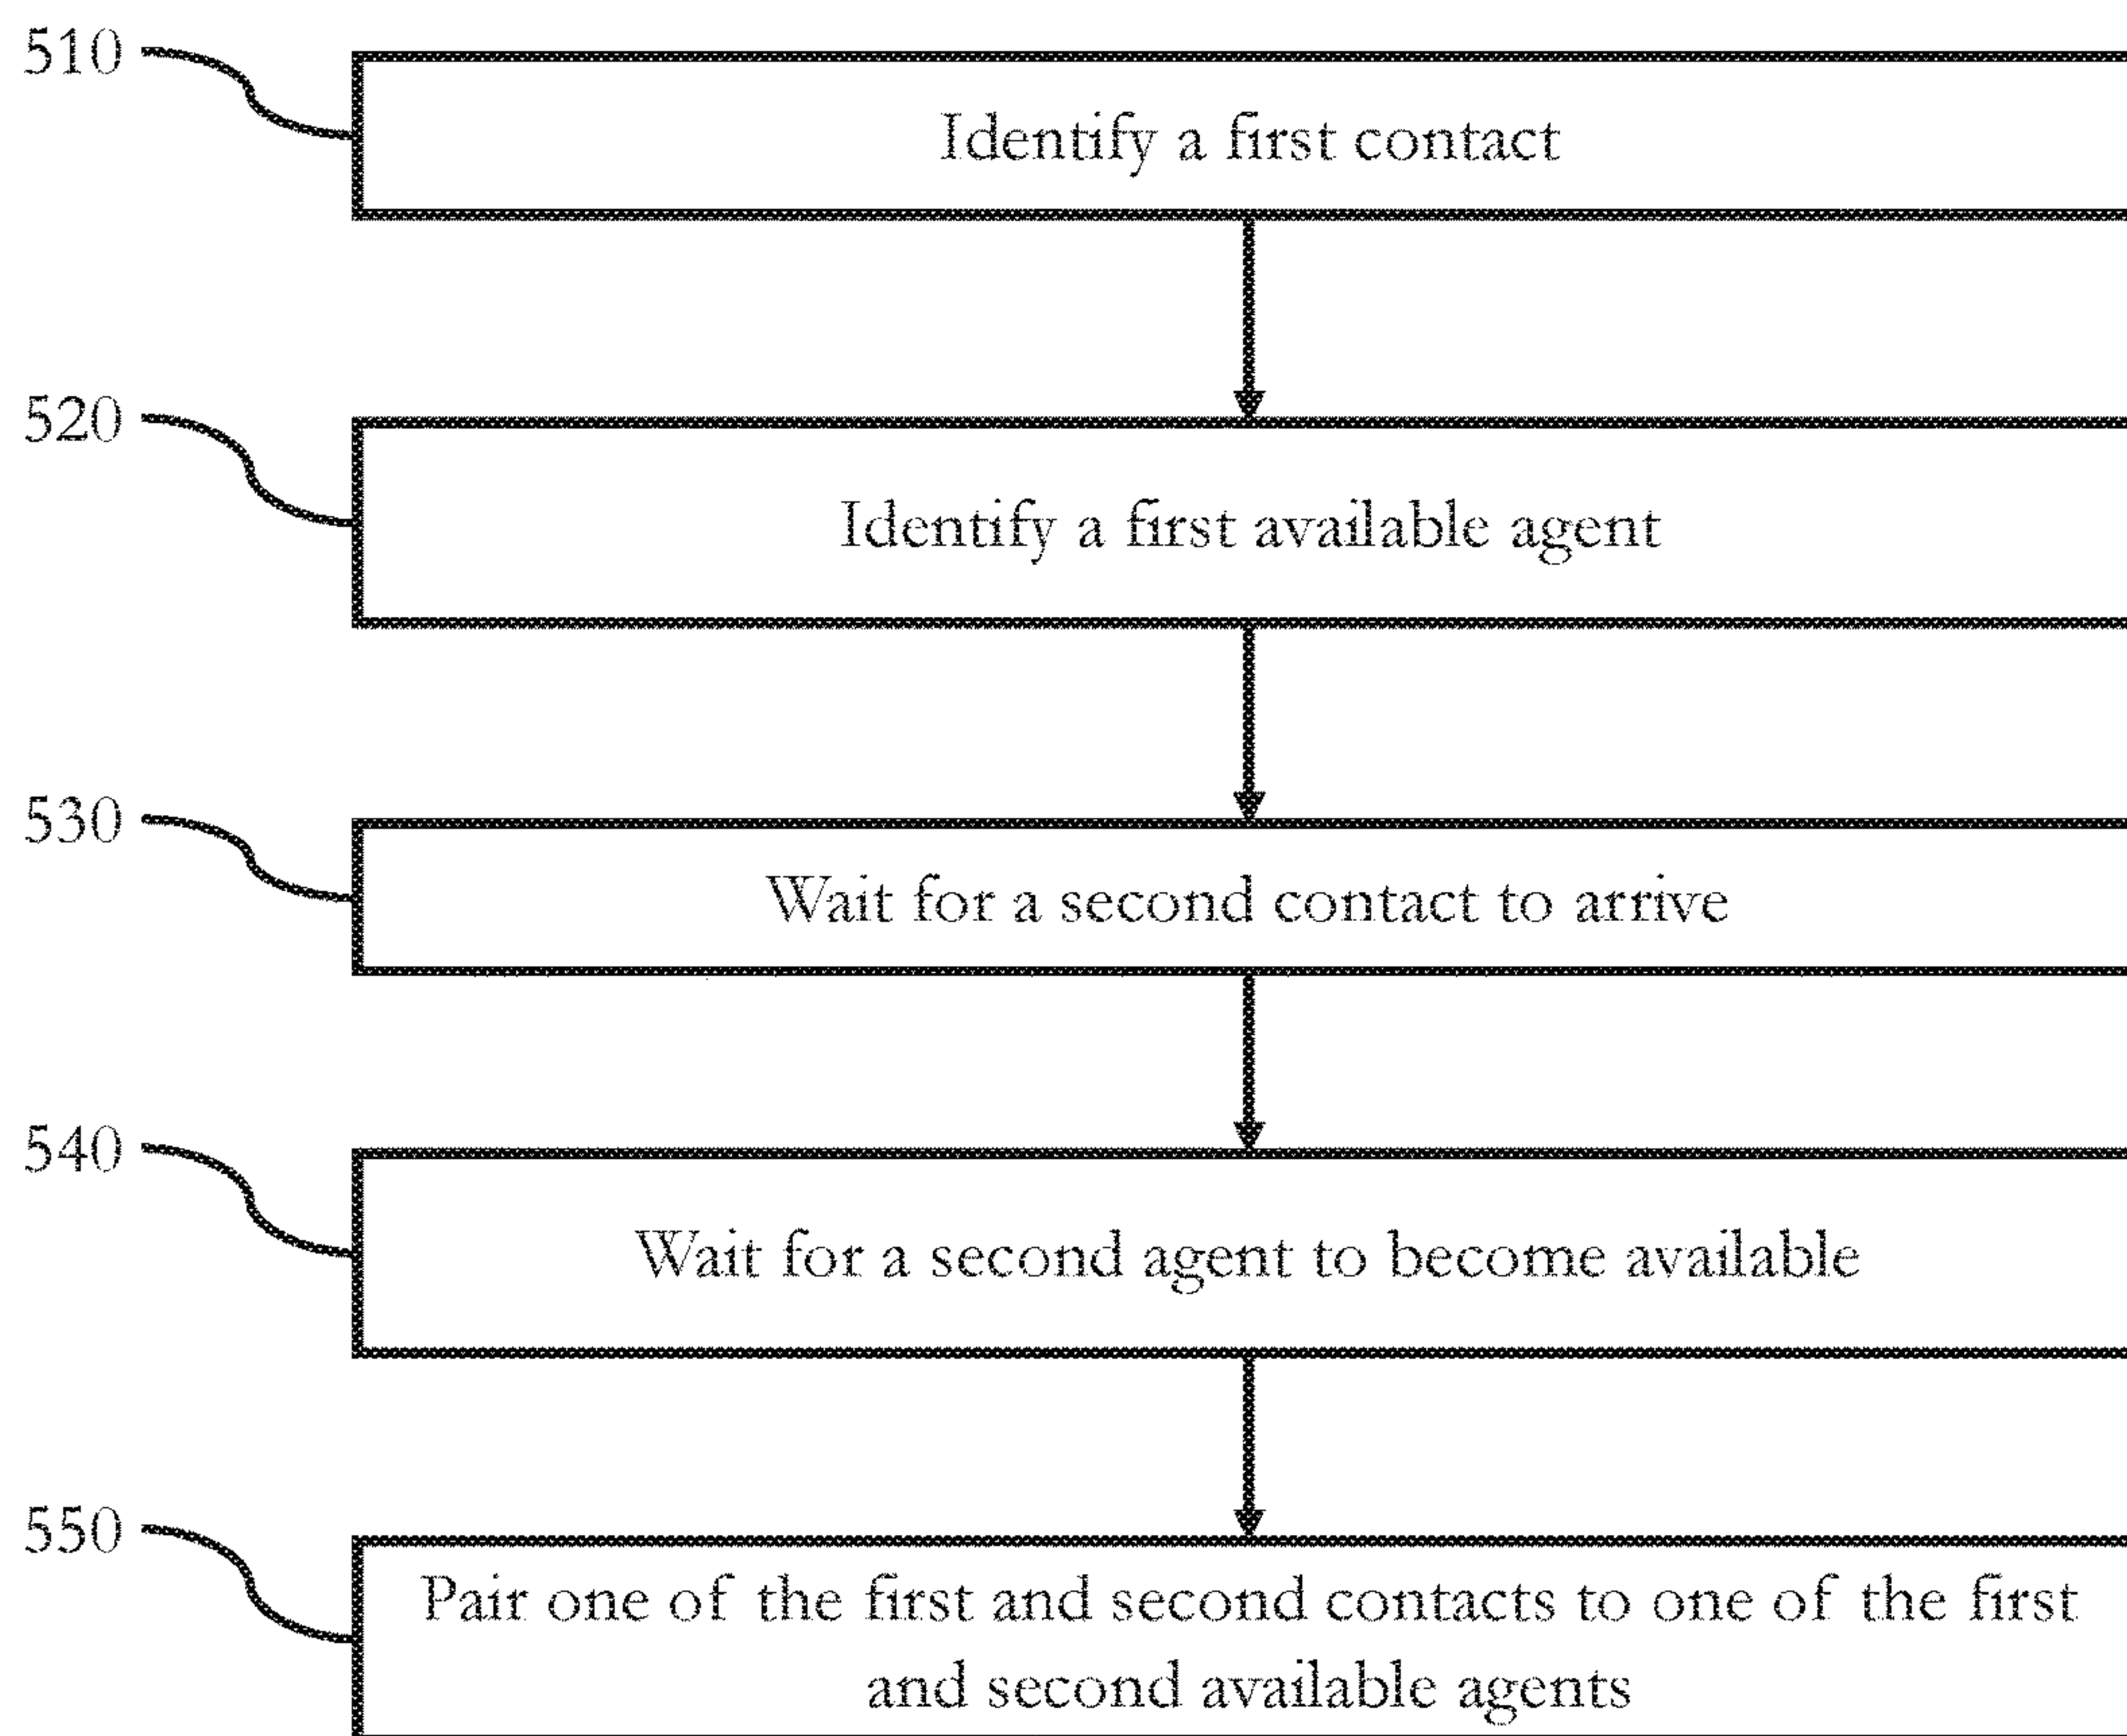 510
Identify a first contact
520
Identify a first available agent
530
Wait for a second contact to arrive
540
Wait for a second agent to become available
550
Pair one of the first and second contacts to one of the first
and second available agents